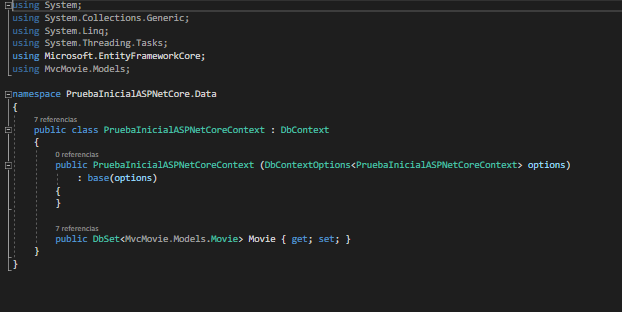 using System;
using System.Collections.Generic;
using System.Linq;
using System.Threading.Tasks;
using Microsoft.EntityFrameworkCore;
using MvcMovie.Models;
namespace PruebaInicialASPNetCore.Data
{
7 referencias
public class PruebaInicialASPNetCoreContext : DbContext
{
0 referencias
public PruebaInicialASPNetCoreContext (DbContextOptions<PruebaInicialASPNetCoreContext> options)
: base(options)
{
}
7 referencias
public DbSet<MvcMovie.Models.Movie> Movie { get; set; }
}
}